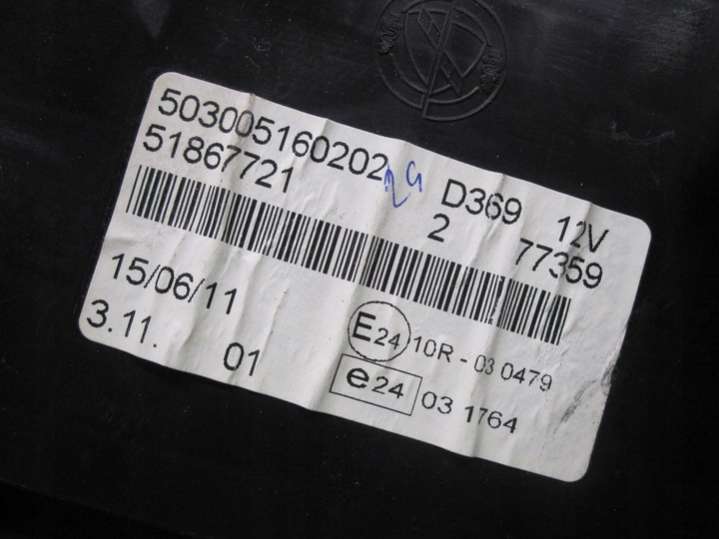 503005160202 D369 12V
51867721 2 77359
15/06/11 E24 10R - 03 0479
3.11. 01 e24 03 1764